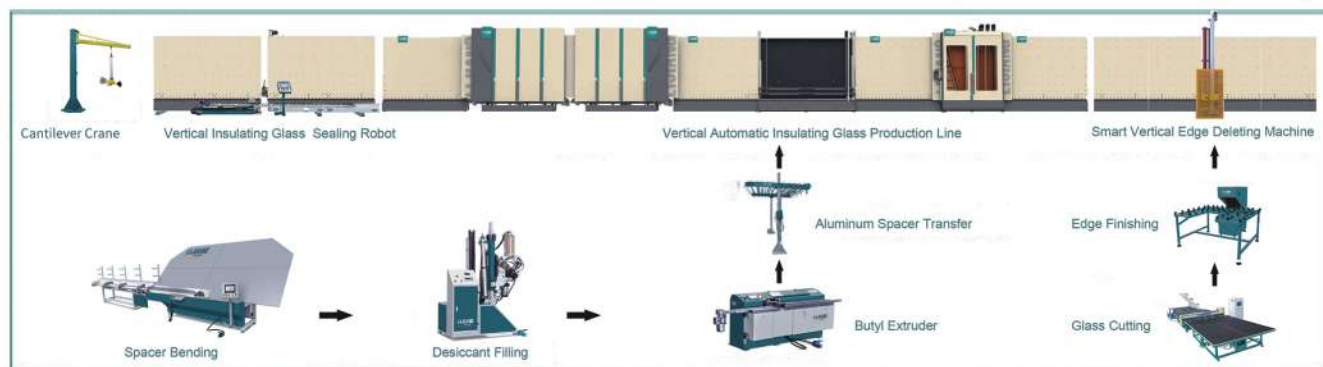 Cantilever Crane
Vertical Insulating Glass Sealing Robot
Vertical Automatic Insulating Glass Production Line
Smart Vertical Edge Deleting Machine
Aluminum Spacer Transfer
Edge Finishing
Spacer Bending
Desiccant Filling
Butyl Extruder
Glass Cutting